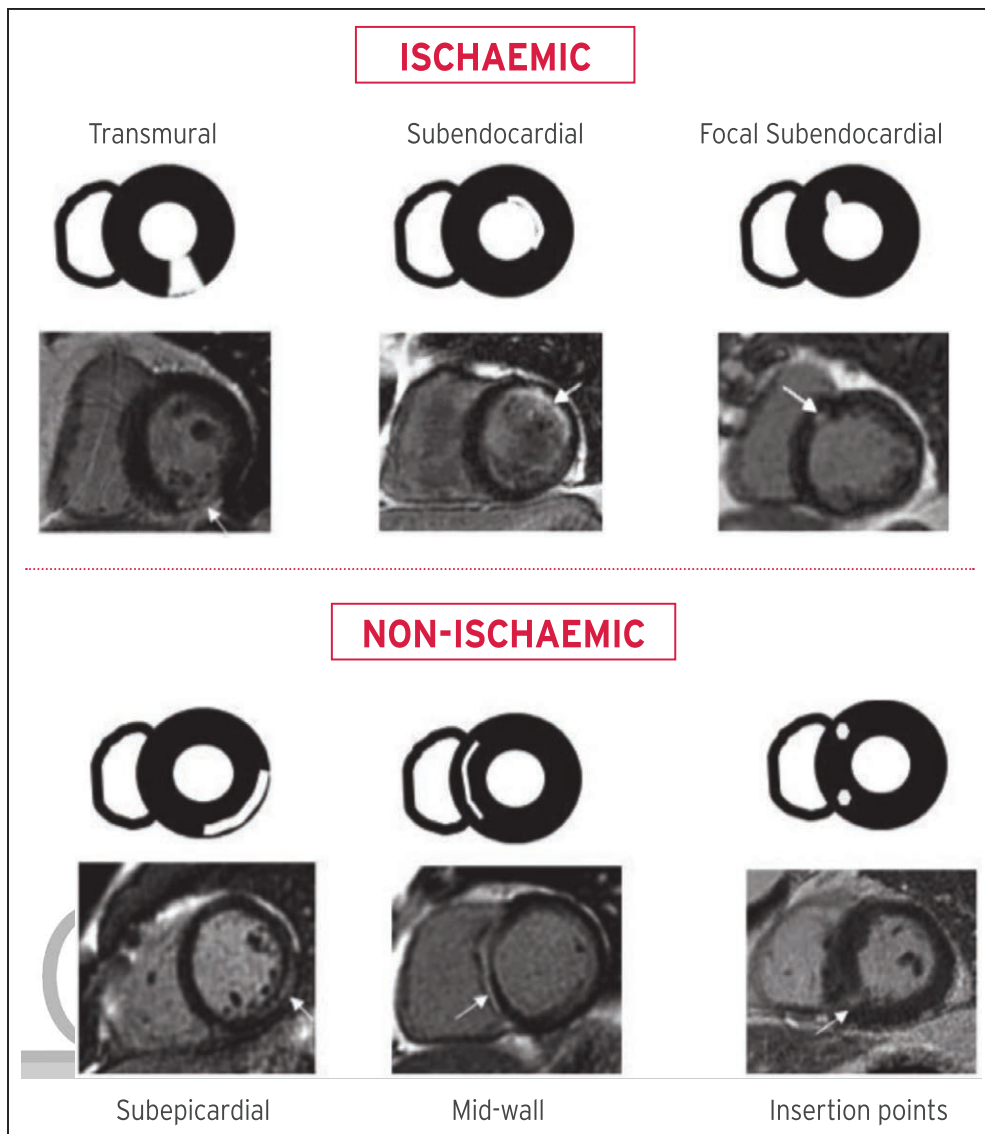 ISCHAEMIC
Transmural Subendocardial Focal Subendocardial
NON-ISCHAEMIC
Subepicardial Mid-wall Insertion points